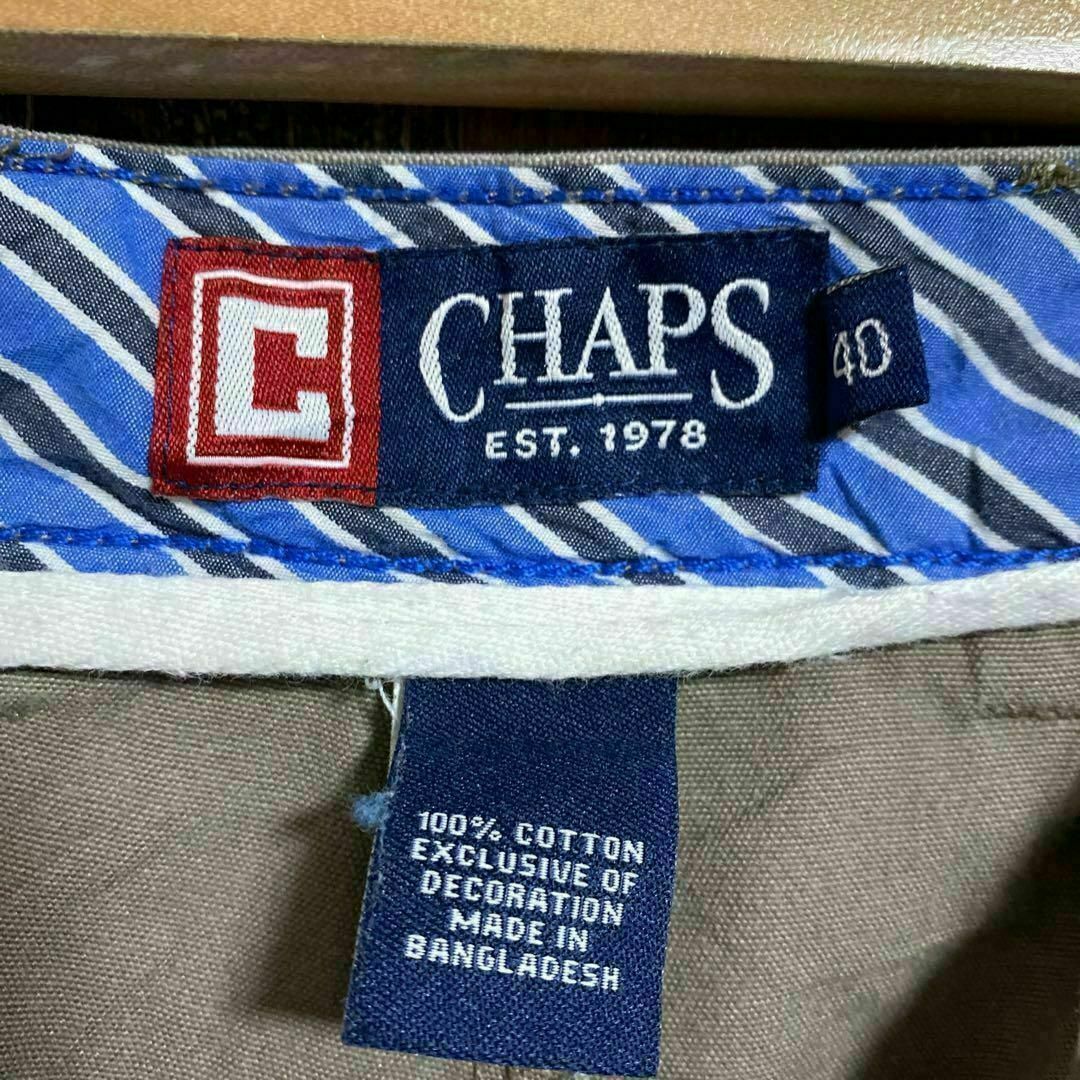 C
CHAPS
EST. 1978
40
100% COTTON
EXCLUSIVE OF
DECORATION
MADE IN
BANGLADESH